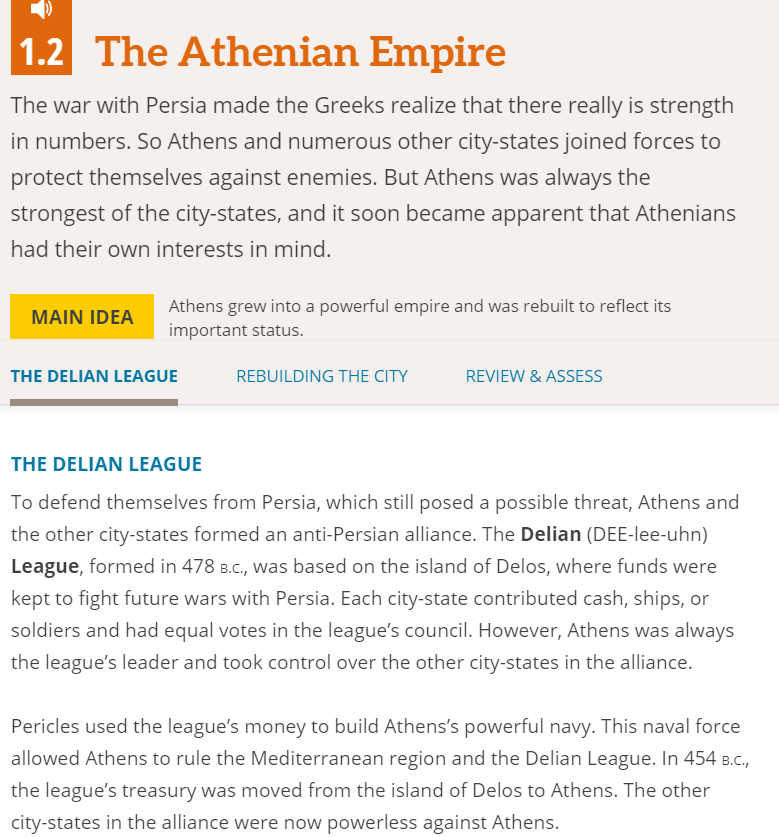 1.2 The Athenian Empire
The war with Persia made the Greeks realize that there really is strength
in numbers. So Athens and numerous other city-states joined forces to
protect themselves against enemies. But Athens was always the
strongest of the city-states, and it soon became apparent that Athenians
had their own interests in mind.
MAIN IDEA
Athens grew into a powerful empire and was rebuilt to reflect its
important status.
THE DELIAN LEAGUE REBUILDING THE CITY REVIEW & ASSESS
THE DELIAN LEAGUE
To defend themselves from Persia, which still posed a possible threat, Athens and
the other city-states formed an anti-Persian alliance. The Delian (DEE-lee-uhn)
League, formed in 478 B.C., was based on the island of Delos, where funds were
kept to fight future wars with Persia. Each city-state contributed cash, ships, or
soldiers and had equal votes in the league's council. However, Athens was always
the league's leader and took control over the other city-states in the alliance.
Pericles used the league's money to build Athens's powerful navy. This naval force
allowed Athens to rule the Mediterranean region and the Delian League. In 454 B.C.,
the league's treasury was moved from the island of Delos to Athens. The other
city-states in the alliance were now powerless against Athens.